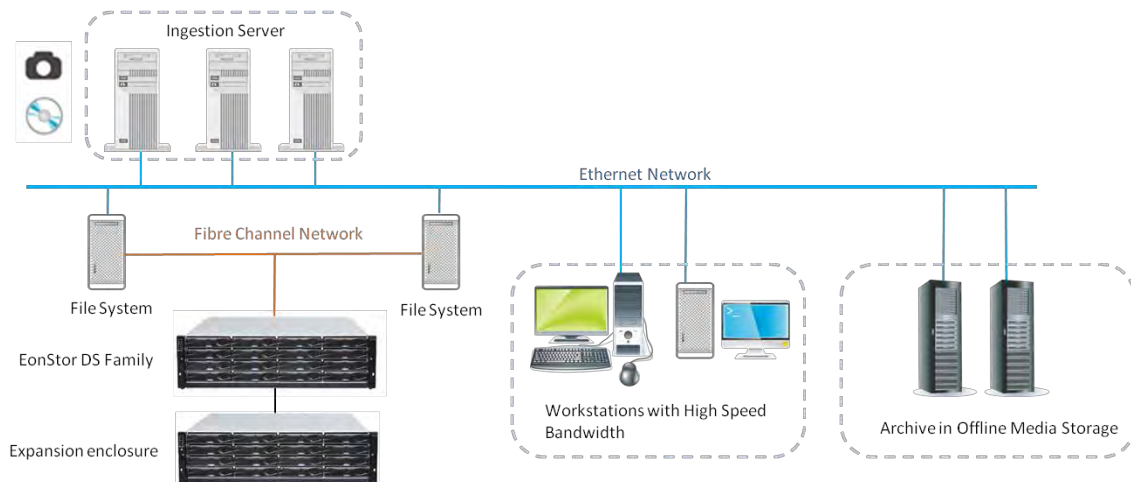 Ingestion Server
Ethernet Network
Fibre Channel Network
File System
File System
EonStor DS Family
Expansion enclosure
Workstations with High Speed
Bandwidth
Archive in Offline Media Storage